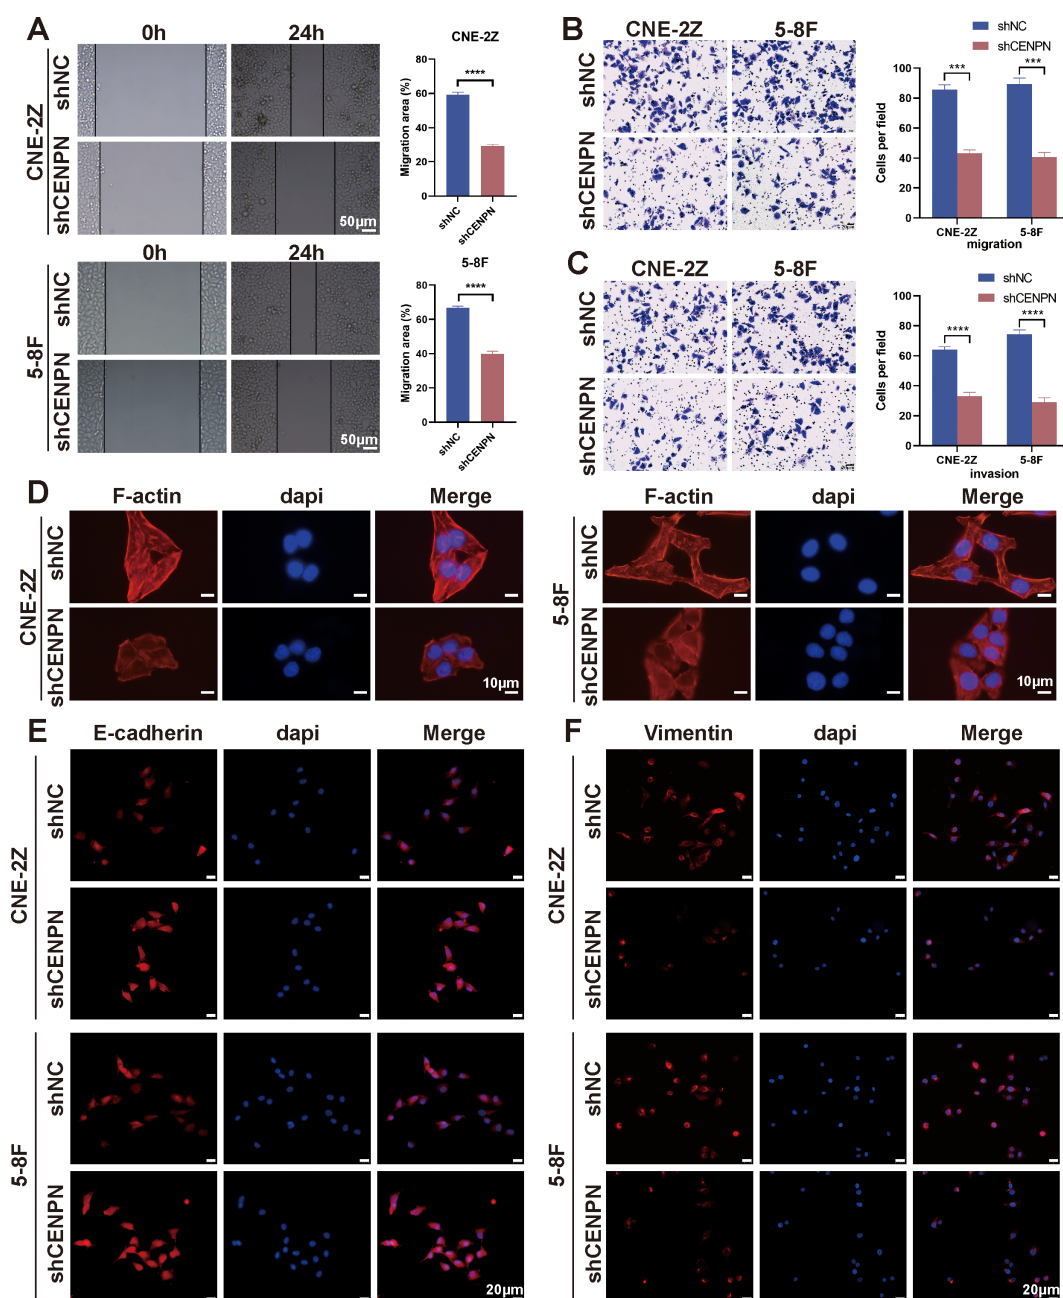 A
0h
24h
CNE-2Z
shNC
shCENPN
50μm
CNE-2Z
Migration area (%)
80
60
40
20
0
****
shNC
shCENPN
0h
24h
5-8F
shNC
shCENPN
50μm
5-8F
Migration area (%)
80
60
40
20
0
****
shNC
shCENPN
B
CNE-2Z
5-8F
shNC
shCENPN
shNC
shCENPN
Cells per field
100
80
60
40
20
0
***
***
CNE-2Z
5-8F
migration
C
CNE-2Z
5-8F
shNC
shCENPN
shNC
shCENPN
Cells per field
100
80
60
40
20
0
****
****
CNE-2Z
5-8F
invasion
D
F-actin
dapi
Merge
CNE-2Z
shNC
shCENPN
10μm
F-actin
dapi
Merge
5-8F
shNC
shCENPN
10μm
E
E-cadherin
dapi
Merge
CNE-2Z
shNC
shCENPN
5-8F
shNC
shCENPN
20μm
F
Vimentin
dapi
Merge
CNE-2Z
shNC
shCENPN
5-8F
shNC
shCENPN
20μm